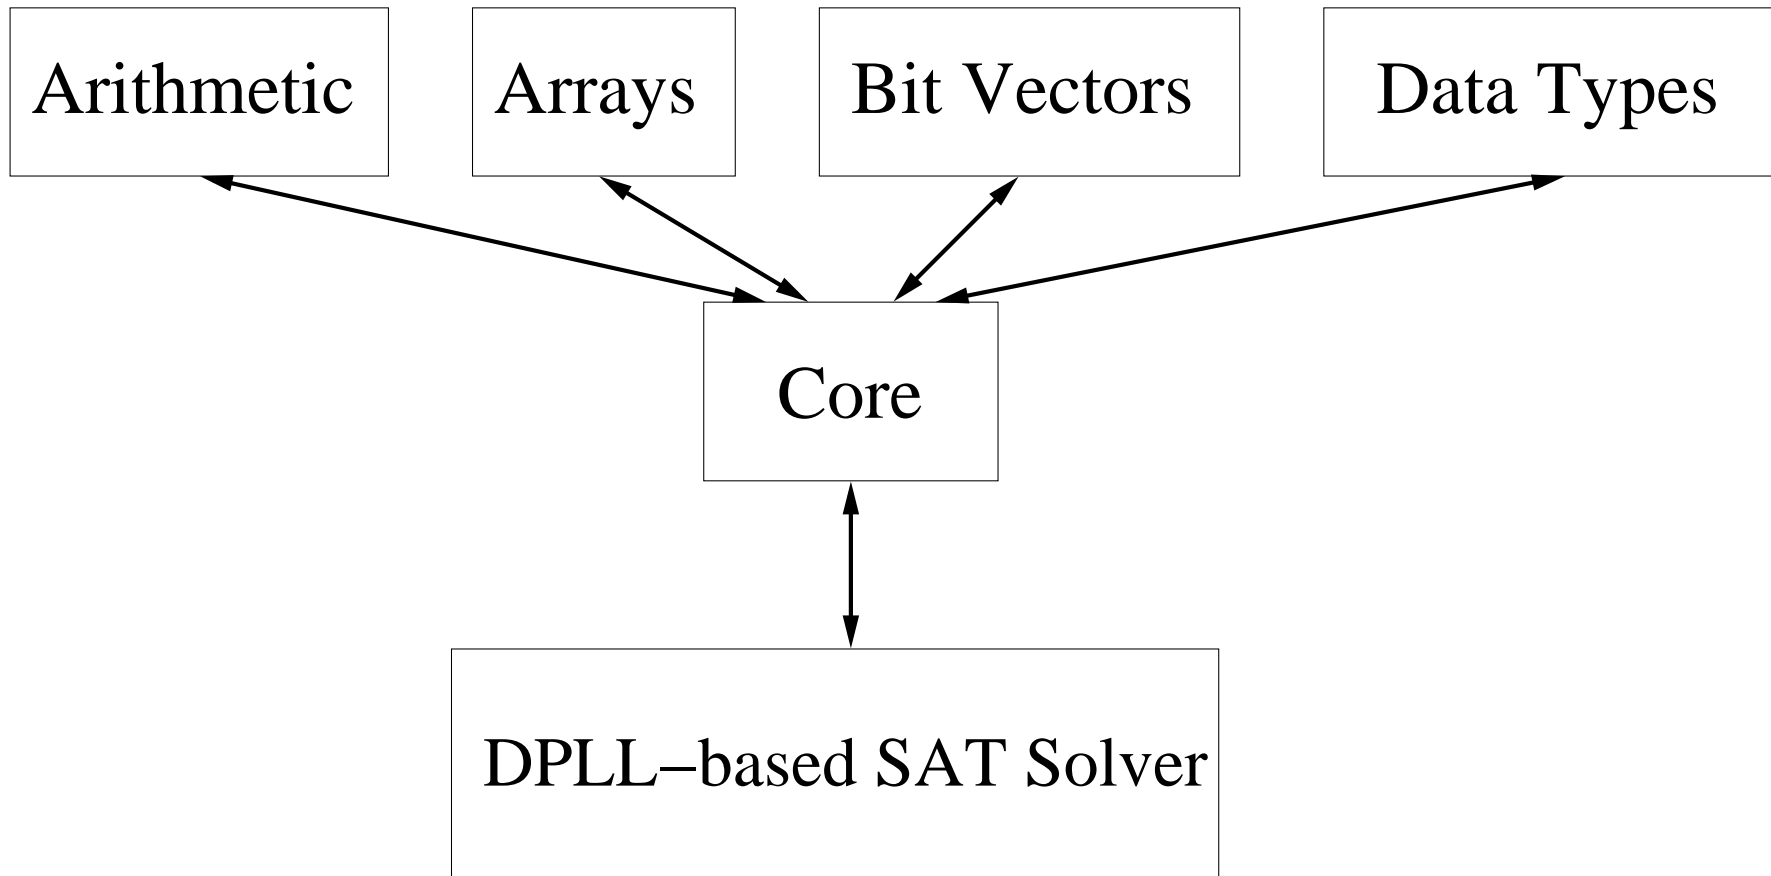 Arithmetic
Arrays
Bit Vectors
Data Types
Core
DPLL−based SAT Solver